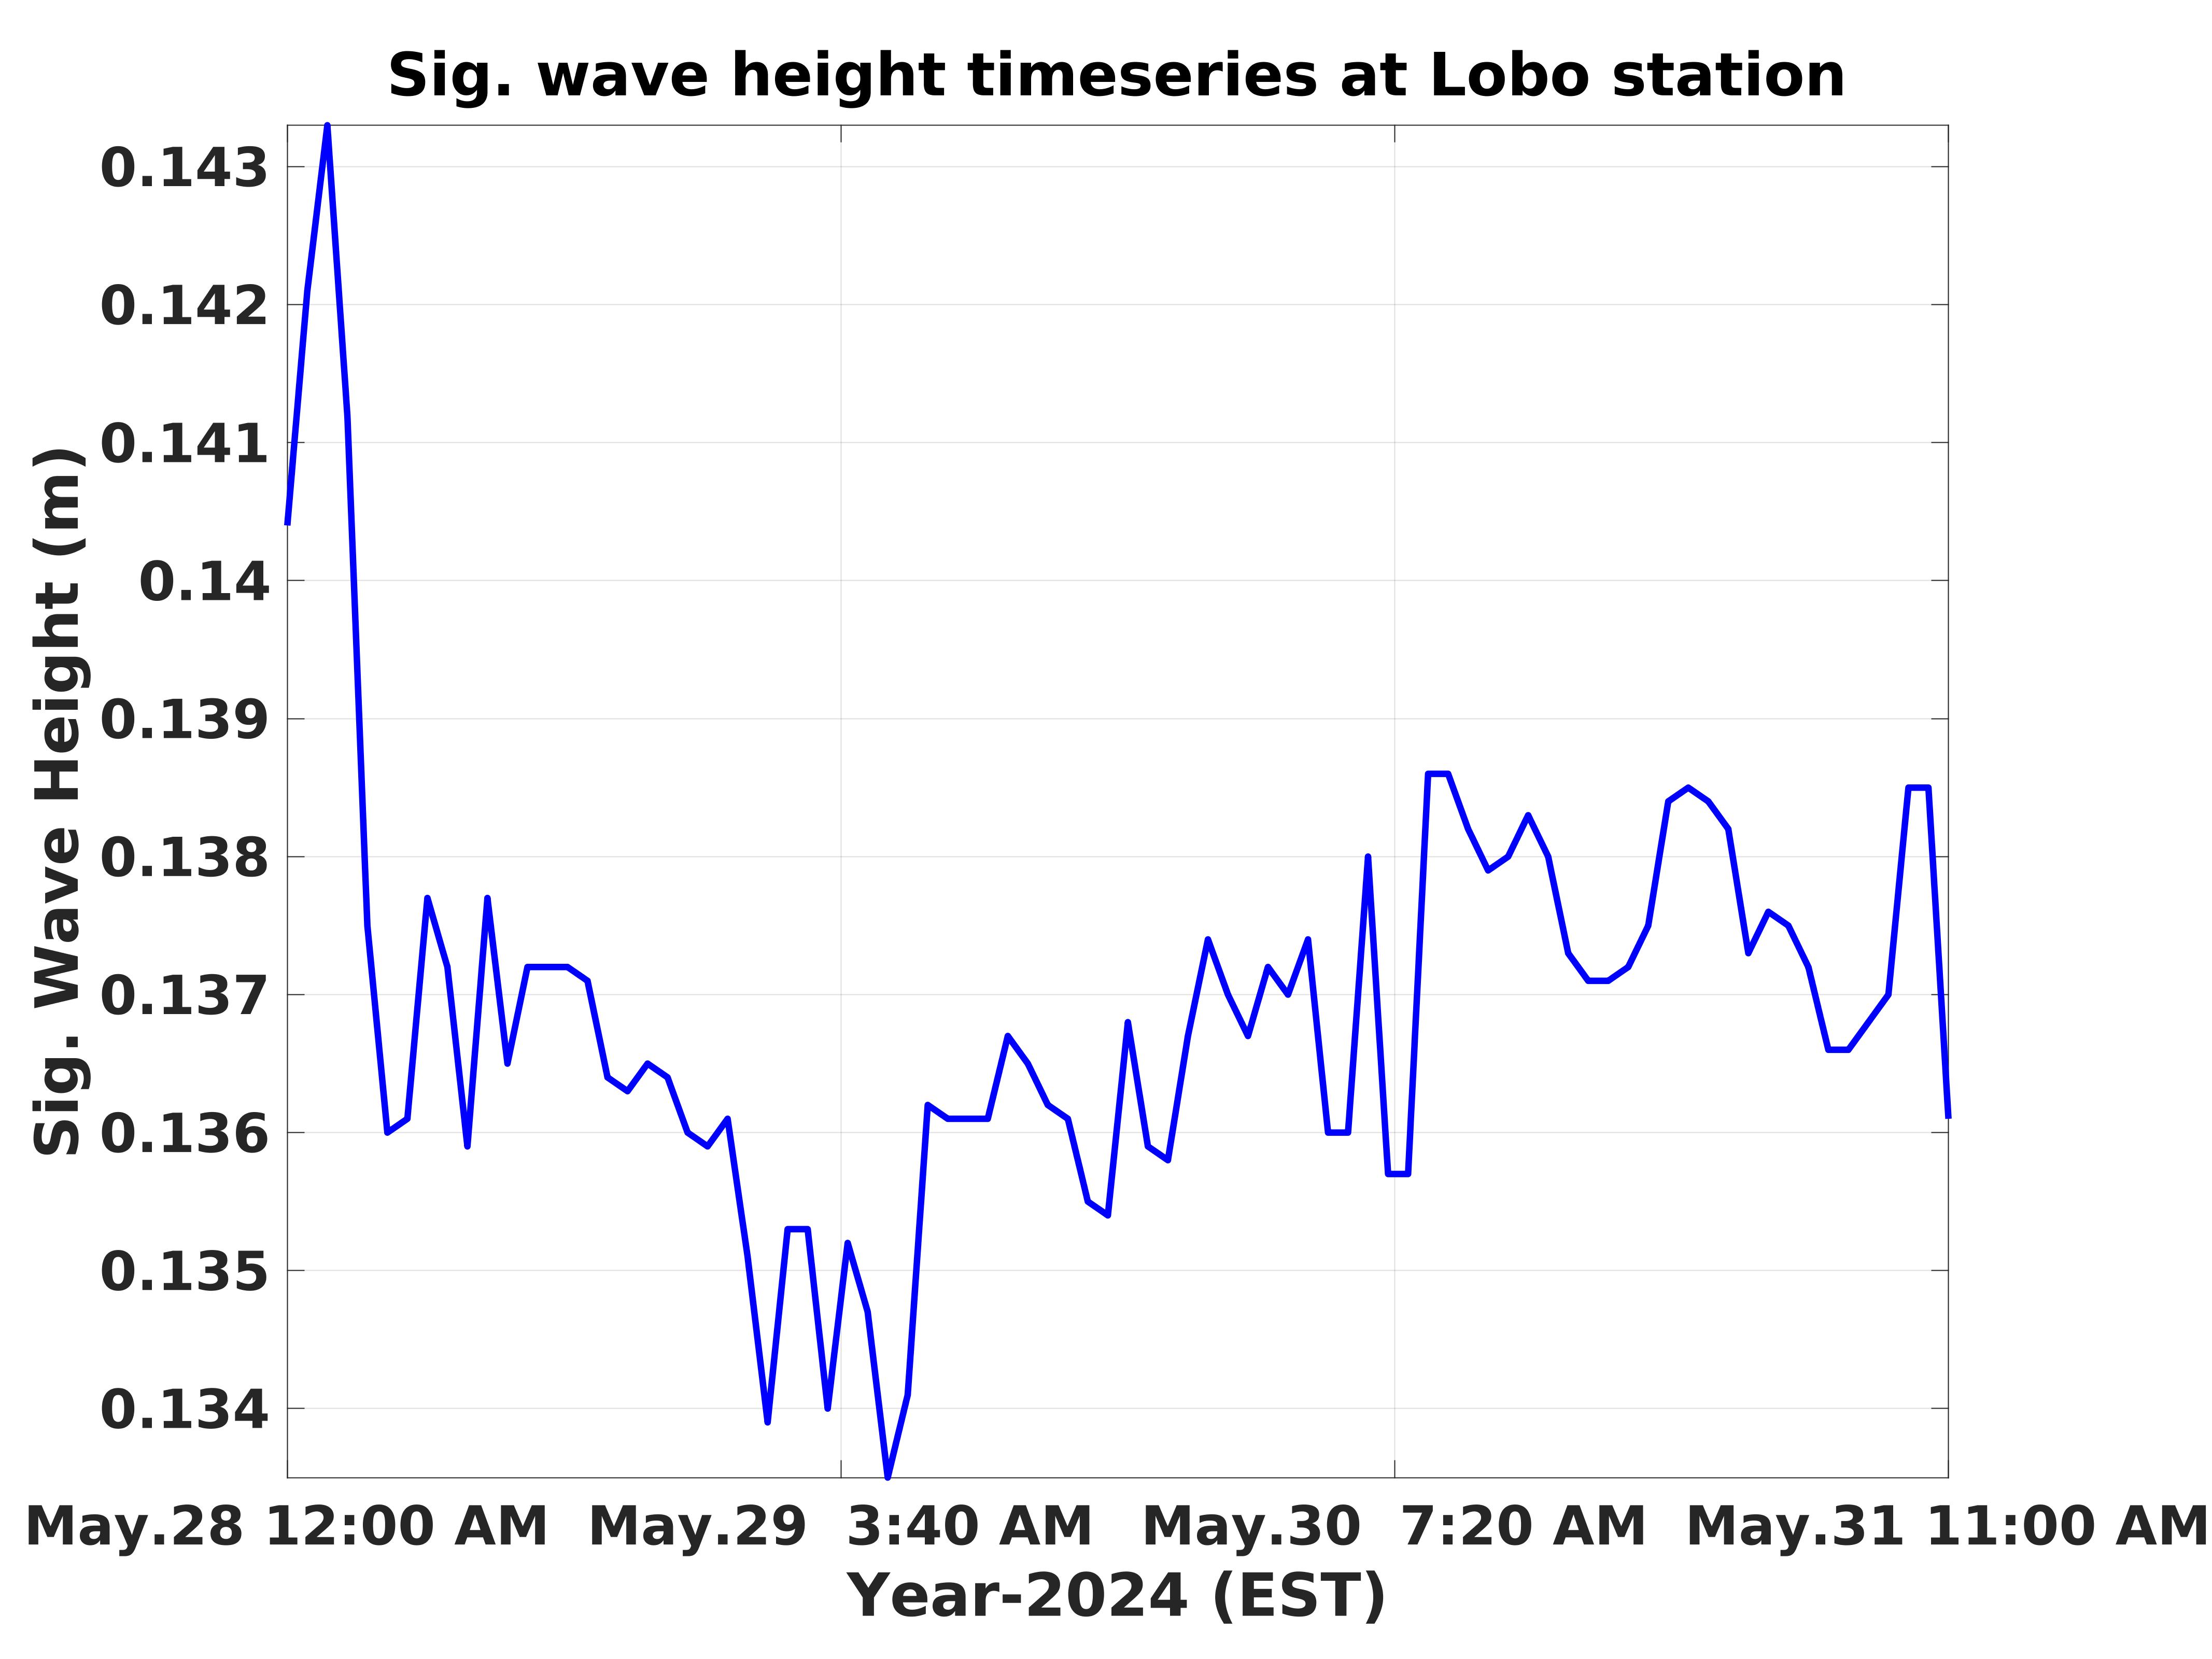 Sig. wave height timeseries at Lobo station
Sig. Wave Height (m)
0.143
0.142
0.141
0.14
0.139
0.138
0.137
0.136
0.135
0.134
May.28 12:00 AM May.29 3:40 AM May.30 7:20 AM May.31 11:00 AM
Year-2024 (EST)